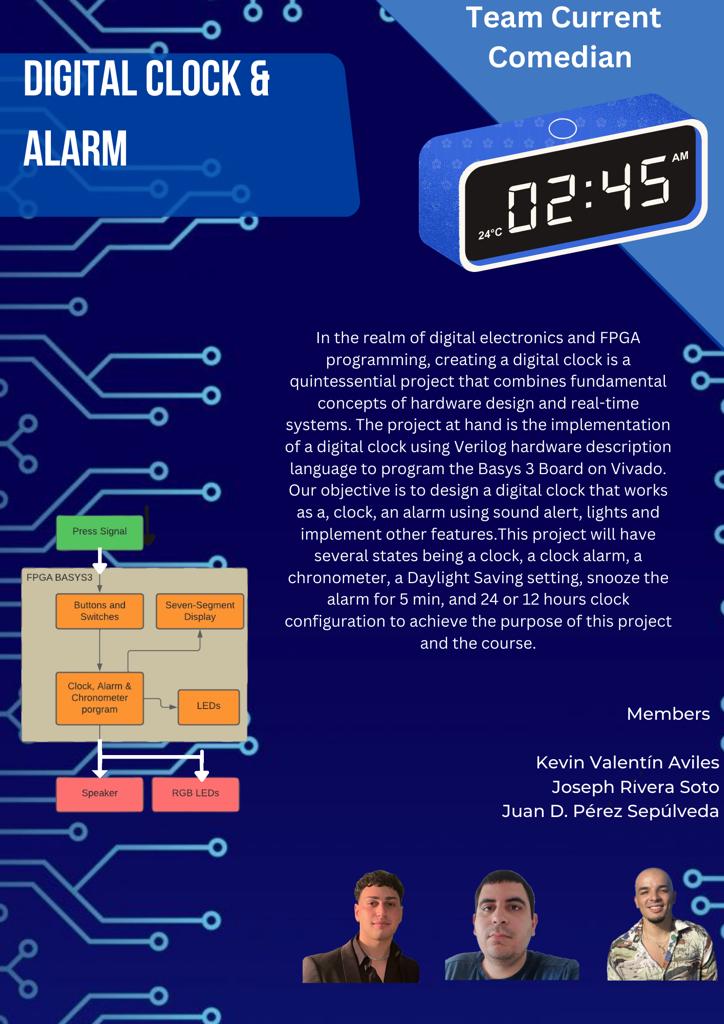 Team Current
Comedian
DIGITAL CLOCK &
ALARM
AM
02:45
24°C
In the realm of digital electronics and FPGA
programming, creating a digital clock is a
quintessential project that combines fundamental
concepts of hardware design and real-time
systems. The project at hand is the implementation
of a digital clock using Verilog hardware description
language to program the Basys 3 Board on Vivado.
Our objective is to design a digital clock that works
as a, clock, an alarm using sound alert, lights and
implement other features.This project will have
several states being a clock, a clock alarm, a
chronometer, a Daylight Saving setting, snooze the
alarm for 5 min, and 24 or 12 hours clock
configuration to achieve the purpose of this project
and the course.
Press Signal
FPGA BASYS3
Buttons and
Switches
Seven-Segment
Display
Clock, Alarm &
Chronometer
porgram
LEDs
Speaker
RGB LEDs
Members
Kevin Valentín Aviles
Joseph Rivera Soto
Juan D. Pérez Sepúlveda